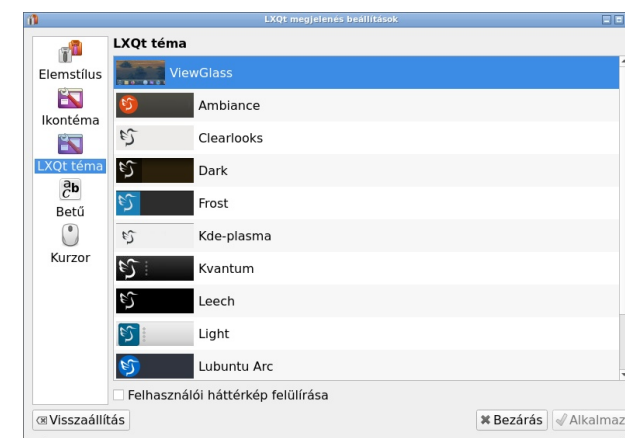 LXQt megjelenés beállítások
Elemstílus
Ikontéma
LXQt téma
Betű
Kurzor
LXQt téma
ViewGlass
Ambiance
Clearlooks
Dark
Frost
Kde-plasma
Kvantum
Leech
Light
Lubuntu Arc
Felhasználói háttérkép felülírása
Visszaállítás
Bezárás
Alkalmaz